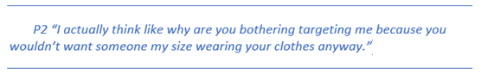 P2 “I actually think like why are you bothering targeting me because you
wouldn’t want someone my size wearing your clothes anyway.”